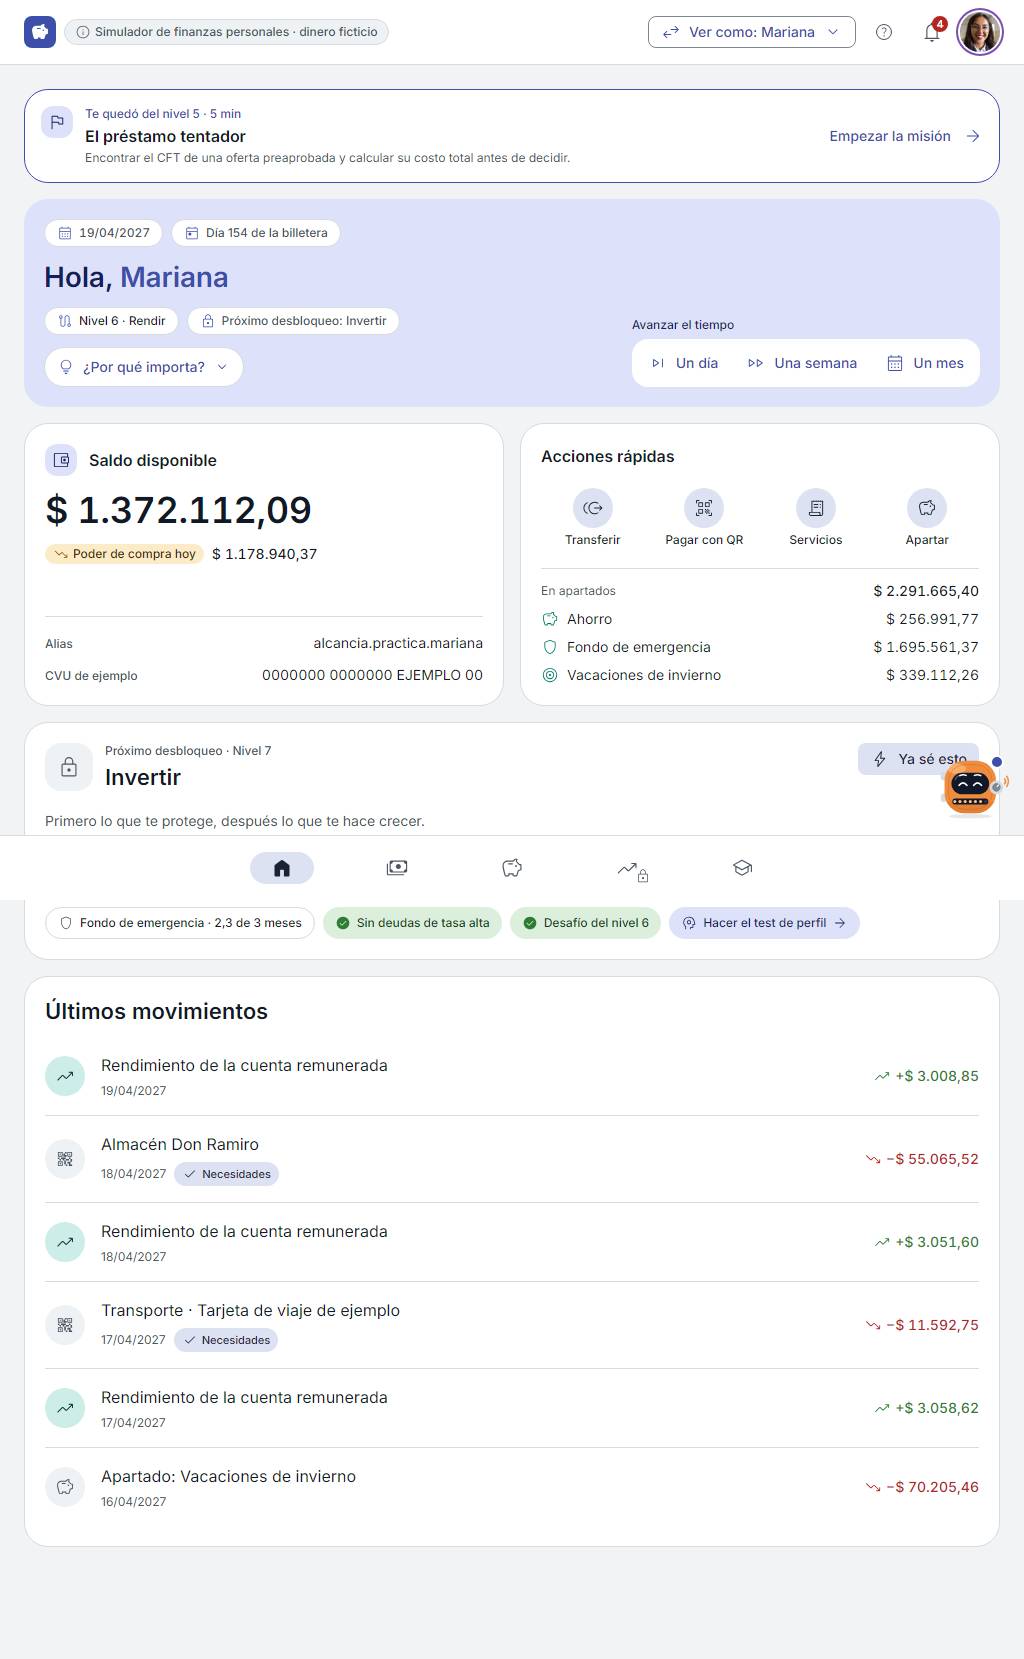 Simulador de finanzas personales · dinero ficticio
Ver como: Mariana
4
Te quedó del nivel 5 · 5 min
El préstamo tentador
Encontrar el CFT de una oferta preaprobada y calcular su costo total antes de decidir.
Empezar la misión
19/04/2027
Día 154 de la billetera
Hola, Mariana
Nivel 6 · Rendir
Próximo desbloqueo: Invertir
¿Por qué importa?
Avanzar el tiempo
Un día
Una semana
Un mes
Saldo disponible
$ 1.372.112,09
Poder de compra hoy
$ 1.178.940,37
Alias
alcancia.practica.mariana
CVU de ejemplo
0000000 0000000 EJEMPLO 00
Acciones rápidas
Transferir
Pagar con QR
Servicios
Apartar
En apartados
$ 2.291.665,40
Ahorro
$ 256.991,77
Fondo de emergencia
$ 1.695.561,37
Vacaciones de invierno
$ 339.112,26
Próximo desbloqueo · Nivel 7
Invertir
Ya sé esto
Primero lo que te protege, después lo que te hace crecer.
Fondo de emergencia · 2,3 de 3 meses
Sin deudas de tasa alta
Desafío del nivel 6
Hacer el test de perfil
Últimos movimientos
Rendimiento de la cuenta remunerada
19/04/2027
+$ 3.008,85
Almacén Don Ramiro
18/04/2027
Necesidades
−$ 55.065,52
Rendimiento de la cuenta remunerada
18/04/2027
+$ 3.051,60
Transporte · Tarjeta de viaje de ejemplo
17/04/2027
Necesidades
−$ 11.592,75
Rendimiento de la cuenta remunerada
17/04/2027
+$ 3.058,62
Apartado: Vacaciones de invierno
16/04/2027
−$ 70.205,46